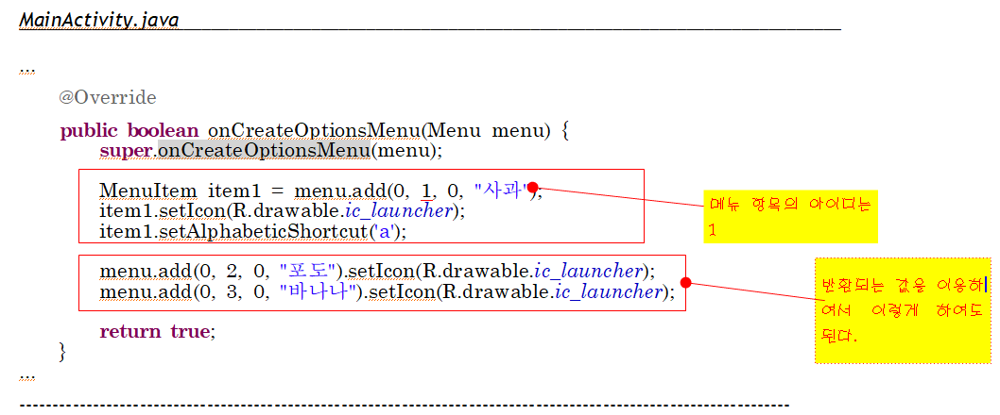 MainActivity.java
...
@Override
public boolean onCreateOptionsMenu(Menu menu) {
super.onCreateOptionsMenu(menu);
MenuItem item1 = menu.add(0, 1, 0, "사과");
item1.setIcon(R.drawable.ic_launcher);
item1.setAlphabeticShortcut('a');
메뉴 항목의 아이디는
1
menu.add(0, 2, 0, "포도").setIcon(R.drawable.ic_launcher);
menu.add(0, 3, 0, "바나나").setIcon(R.drawable.ic_launcher);
반환되는 값을 이용하
여서 이렇게 하여도
된다.
return true;
}
...